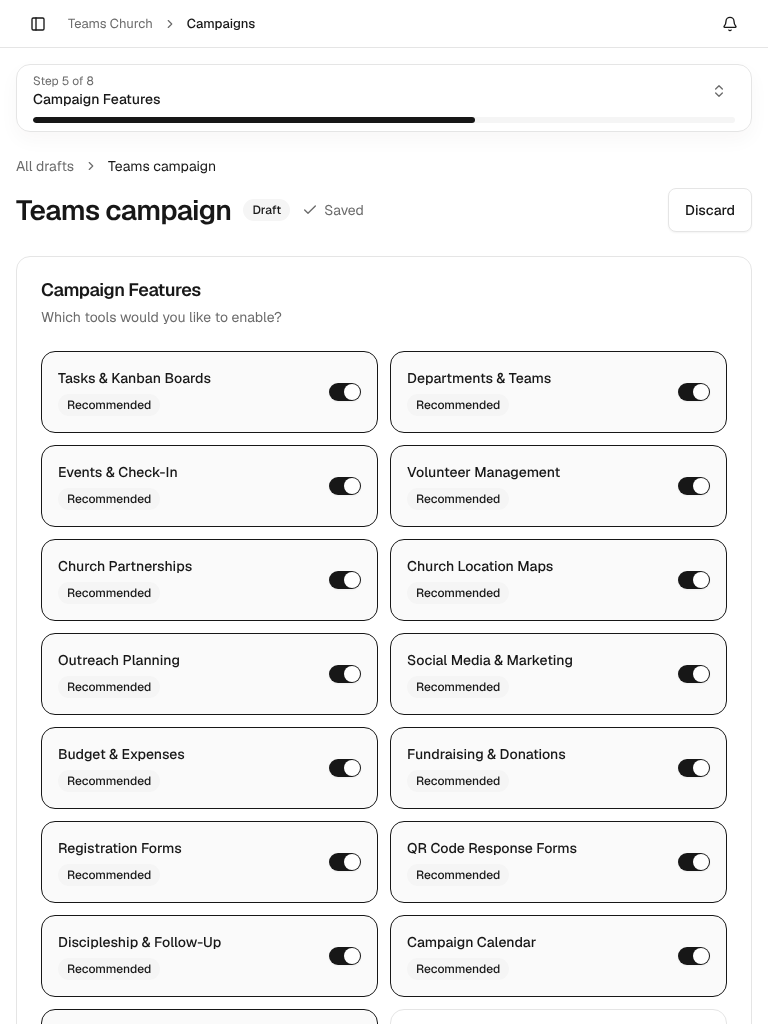 Teams Church > Campaigns
Step 5 of 8
Campaign Features
All drafts > Teams campaign
Teams campaign Draft Saved Discard
Campaign Features
Which tools would you like to enable?
Tasks & Kanban Boards
Recommended
Departments & Teams
Recommended
Events & Check-In
Recommended
Volunteer Management
Recommended
Church Partnerships
Recommended
Church Location Maps
Recommended
Outreach Planning
Recommended
Social Media & Marketing
Recommended
Budget & Expenses
Recommended
Fundraising & Donations
Recommended
Registration Forms
Recommended
QR Code Response Forms
Recommended
Discipleship & Follow-Up
Recommended
Campaign Calendar
Recommended